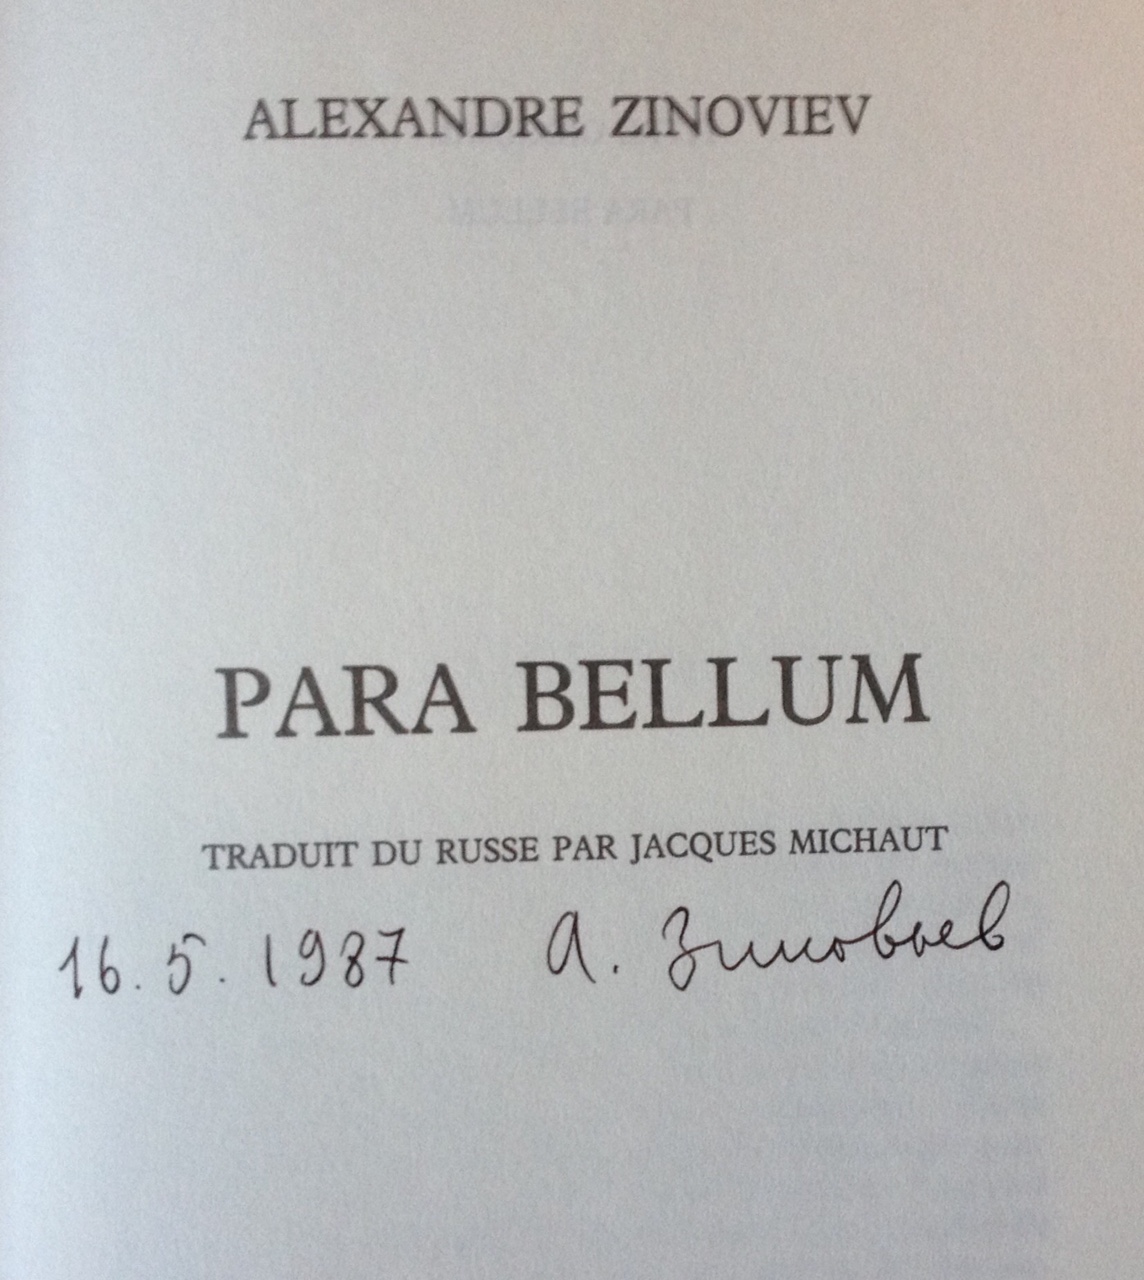 ALEXANDRE ZINOVIEV
PARA BELLUM
TRADUIT DU RUSSE PAR JACQUES MICHAUT
16.5.1987 А. Зиновьев